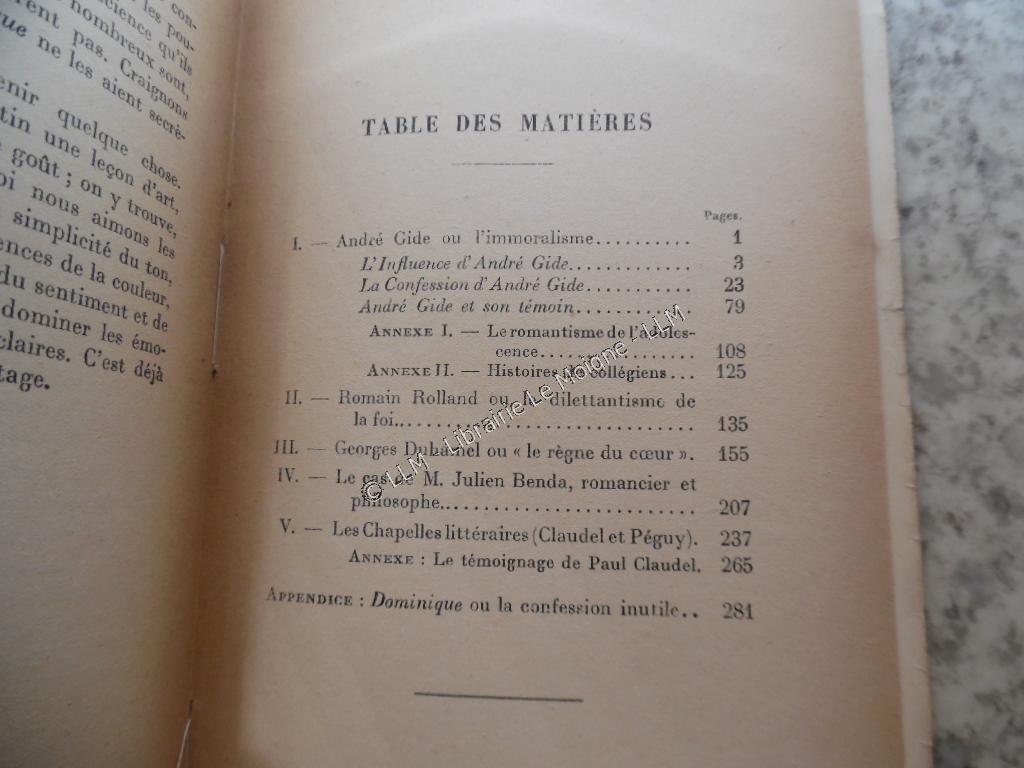 con-
les pou-
science qu'ils
nombreux sont,
rent pas. Craignons
que ne les aient secrè-
enir quelque chose.
tin une leçon d'art,
goût ; on y trouve,
oi nous aimons les
simplicité du ton,
ences de la couleur,
du sentiment et de
dominer les émo-
claires. C'est déjà
tage.
TABLE DES MATIÈRES
Pages.
I. — André Gide ou l'immoralisme.......... 1
L'Influence d'André Gide............. 3
La Confession d'André Gide........... 23
André Gide et son témoin............ 79
ANNEXE I. — Le romantisme de l'adoles-
cence.................. 108
ANNEXE II. — Histoires de collégiens... 125
II. — Romain Rolland ou le dilettantisme de
la foi.............................. 135
III. — Georges Duhamel ou « le règne du cœur ». 155
IV. — Le cas de M. Julien Benda, romancier et
philosophe.......................... 207
V. — Les Chapelles littéraires (Claudel et Péguy). 237
ANNEXE : Le témoignage de Paul Claudel. 265
APPENDICE : Dominique ou la confession inutile.. 281
© LLM - Librairie Le Moigne / LLM